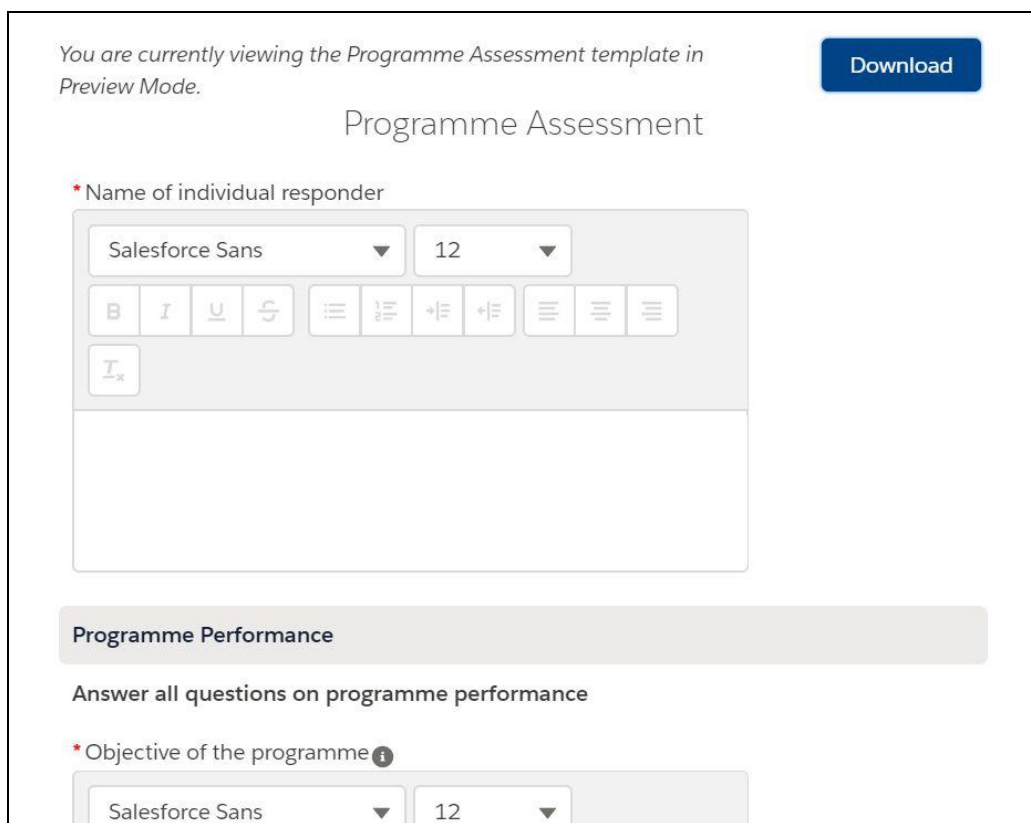 You are currently viewing the Programme Assessment template in
Preview Mode.
Download
Programme Assessment
* Name of individual responder
Salesforce Sans
12
B I U S
Tx
Programme Performance
Answer all questions on programme performance
* Objective of the programme
Salesforce Sans
12